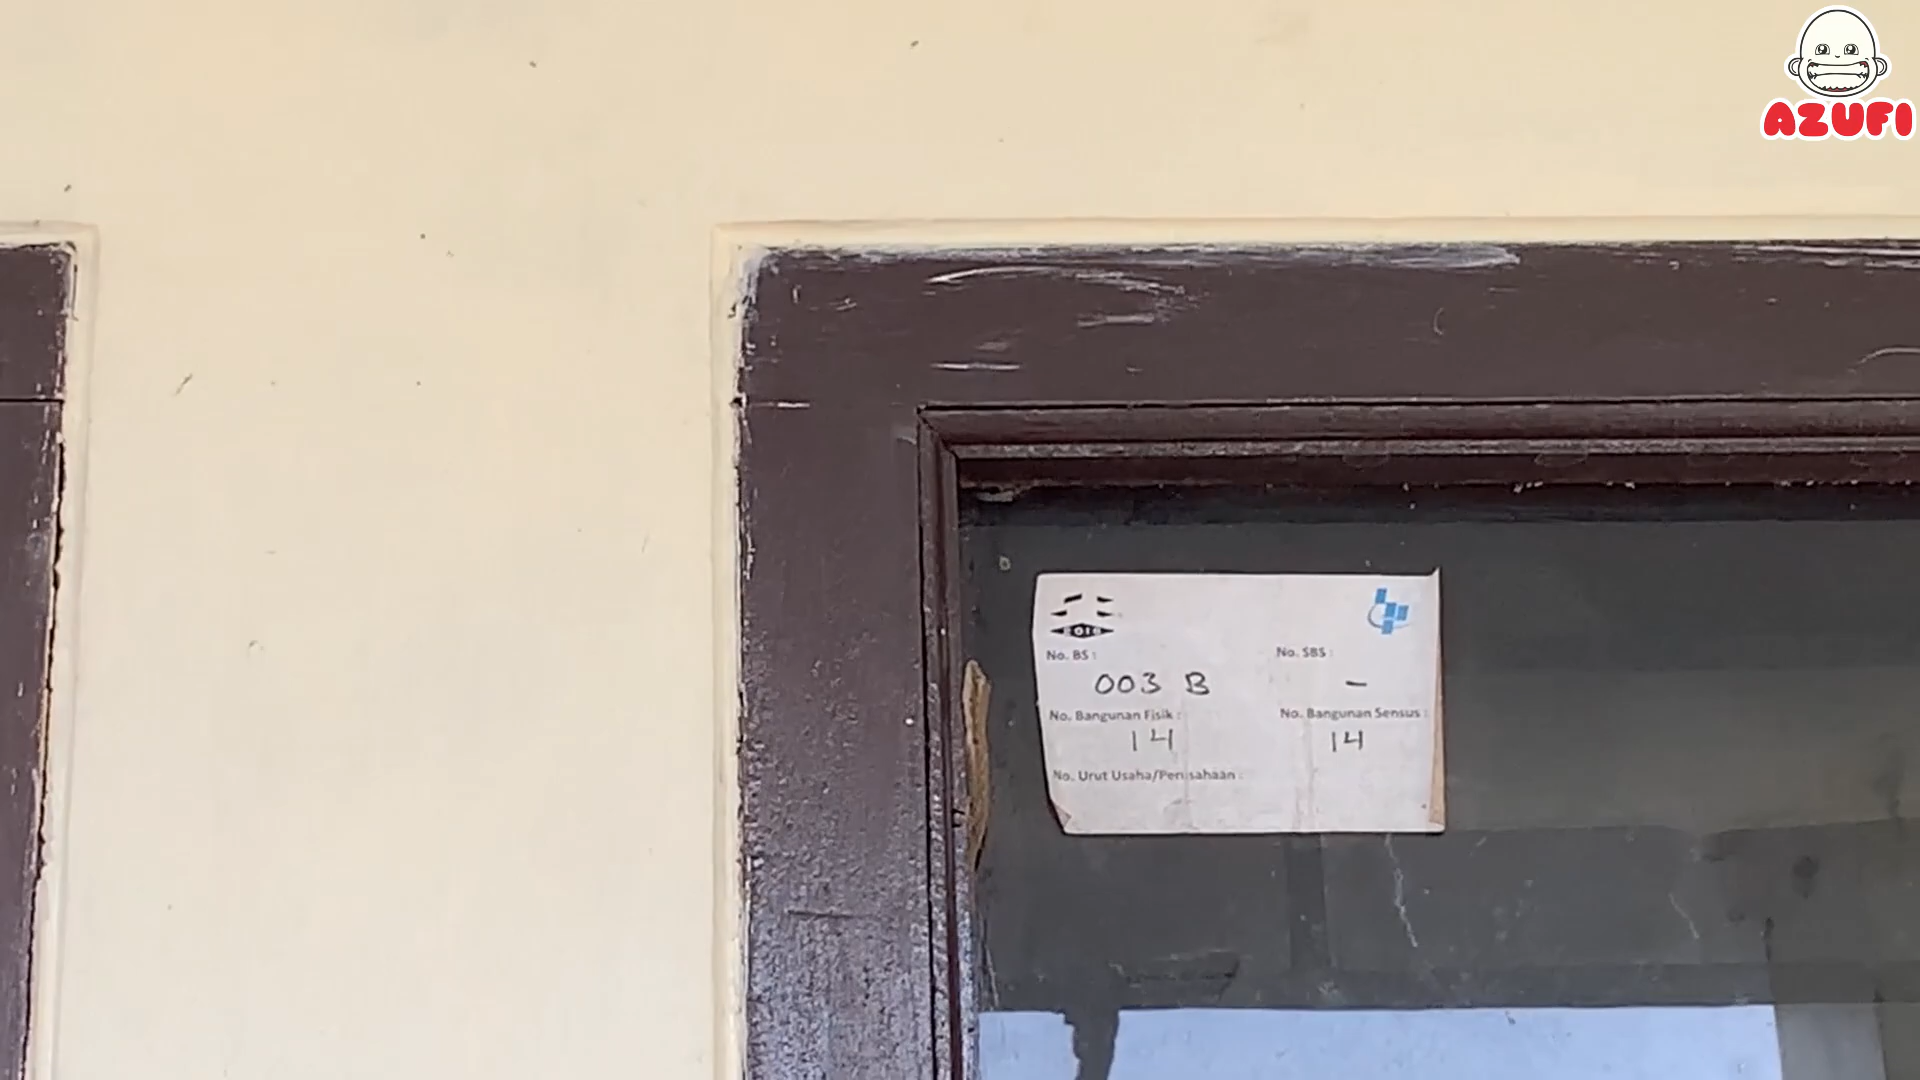 AZUFI
No. BS :
No. SBS :
003 B
-
No. Bangunan Fisik :
No. Bangunan Sensus :
14
14
No. Urut Usaha/Perusahaan :